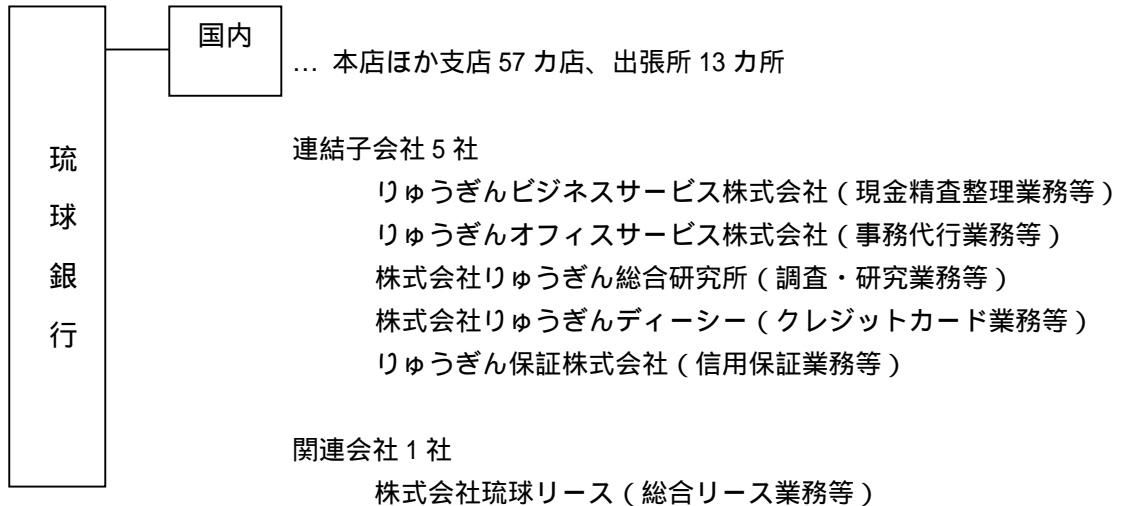 国内
… 本店ほか支店 57 カ店、出張所 13 カ所
琉
球
銀
行
連結子会社 5 社
りゅうぎんビジネスサービス株式会社（現金精査整理業務等）
りゅうぎんオフィスサービス株式会社（事務代行業務等）
株式会社りゅうぎん総合研究所（調査・研究業務等）
株式会社りゅうぎんディーシー（クレジットカード業務等）
りゅうぎん保証株式会社（信用保証業務等）
関連会社 1 社
株式会社琉球リース（総合リース業務等）